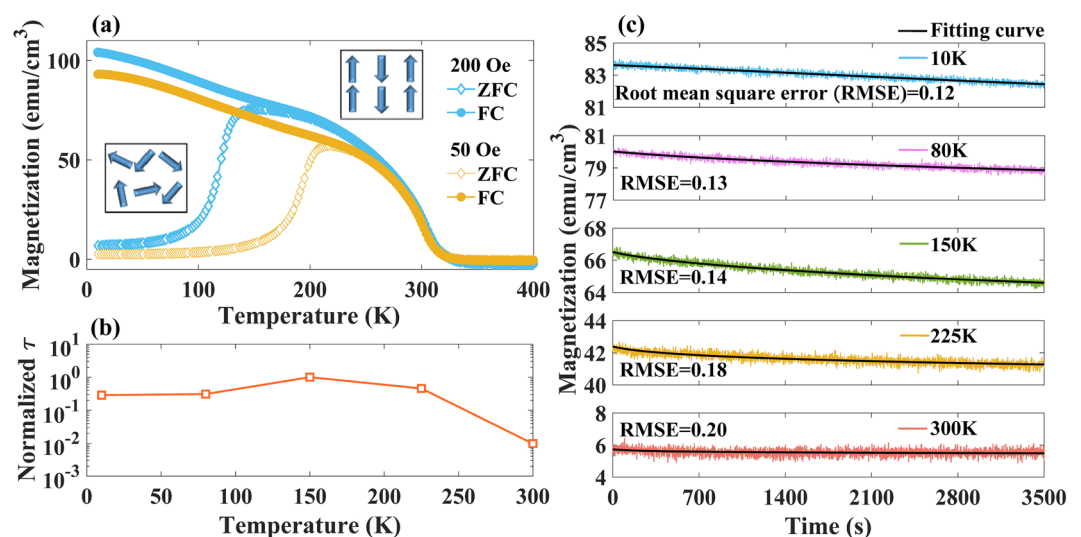 (a)
Magnetization (emu/cm³)
100
50
0
200 Oe
ZFC
FC
50 Oe
ZFC
FC
0 100 200 300 400
Temperature (K)
(b)
Normalized τ
10¹
10⁰
10⁻¹
10⁻²
10⁻³
0 50 100 150 200 250 300
Temperature (K)
(c)
Magnetization (emu/cm³)
Fitting curve
85
83
81
10K
Root mean square error (RMSE)=0.12
80
79
77
80K
RMSE=0.13
68
66
64
150K
RMSE=0.14
44
42
40
225K
RMSE=0.18
8
6
4
RMSE=0.20
300K
0 700 1400 2100 2800 3500
Time (s)